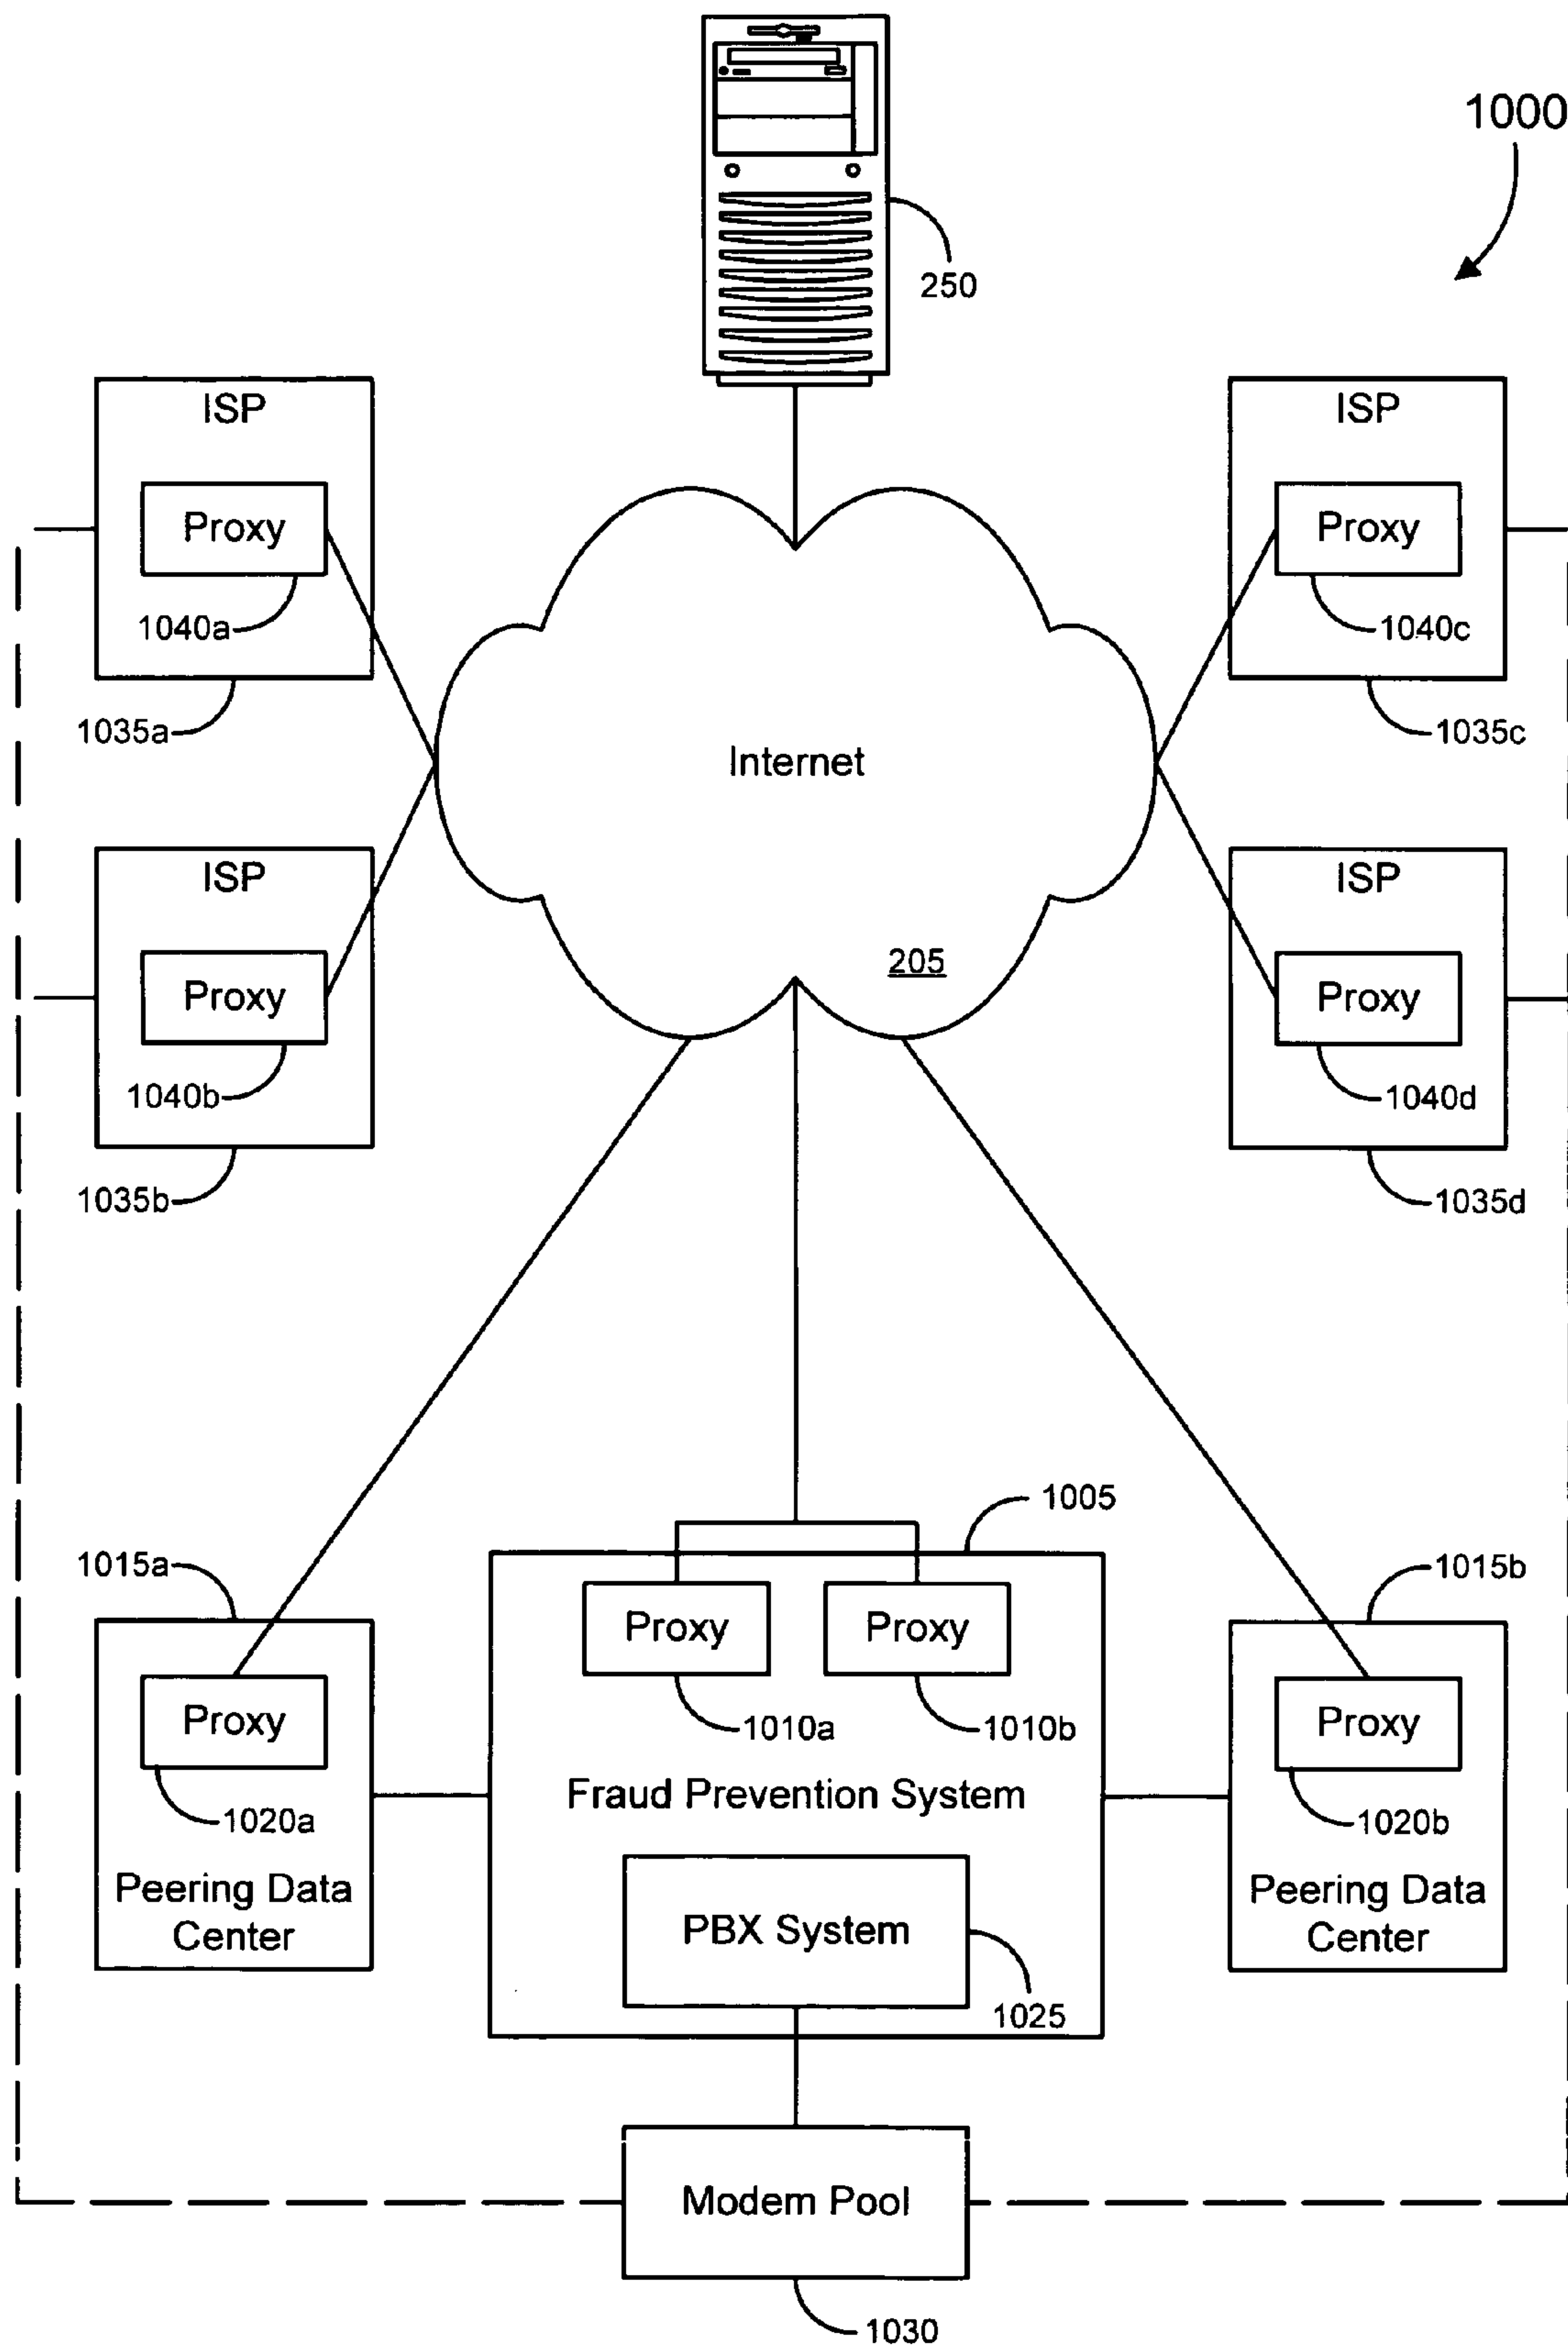 1000
250
ISP
Proxy
1040a
1035a
ISP
Proxy
1040c
1035c
Internet
205
ISP
Proxy
1040b
1035b
ISP
Proxy
1040d
1035d
1005
1015a
Proxy
1020a
Peering Data
Center
Proxy
1010a
Proxy
1010b
Fraud Prevention System
PBX System
1025
1015b
Proxy
1020b
Peering Data
Center
Modem Pool
1030